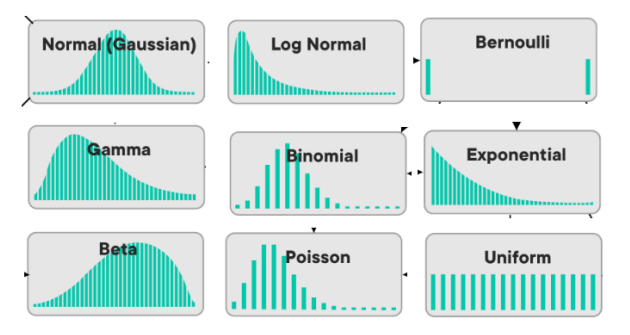 Normal (Gaussian)
Log Normal
Bernoulli
Gamma
Binomial
Exponential
Beta
Poisson
Uniform